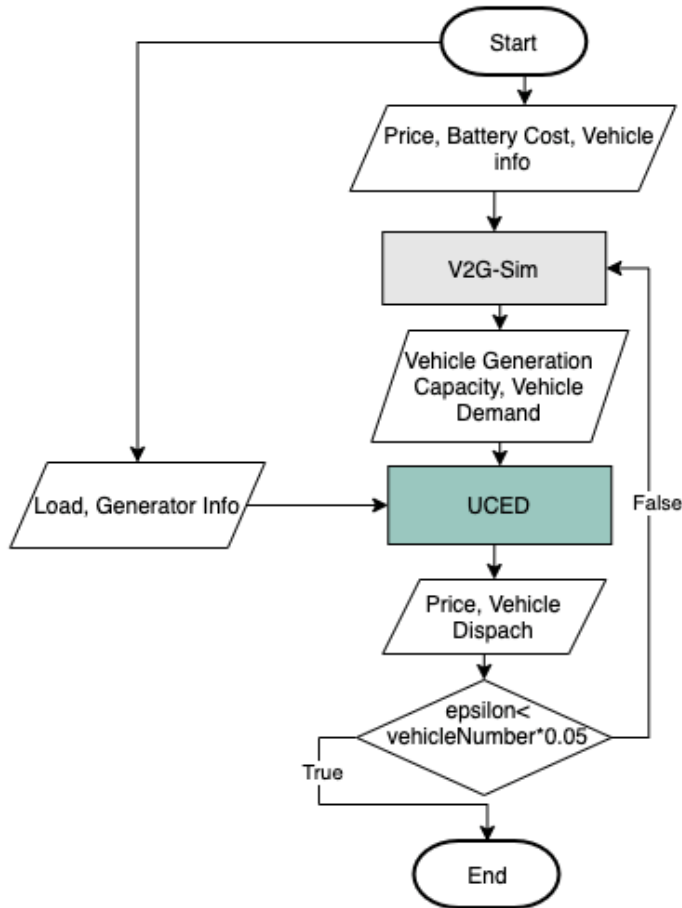 Start
Price, Battery Cost, Vehicle
info
V2G-Sim
Vehicle Generation
Capacity, Vehicle
Demand
Load, Generator Info
UCED
False
Price, Vehicle
Dispach
epsilon<
vehicleNumber*0.05
True
End